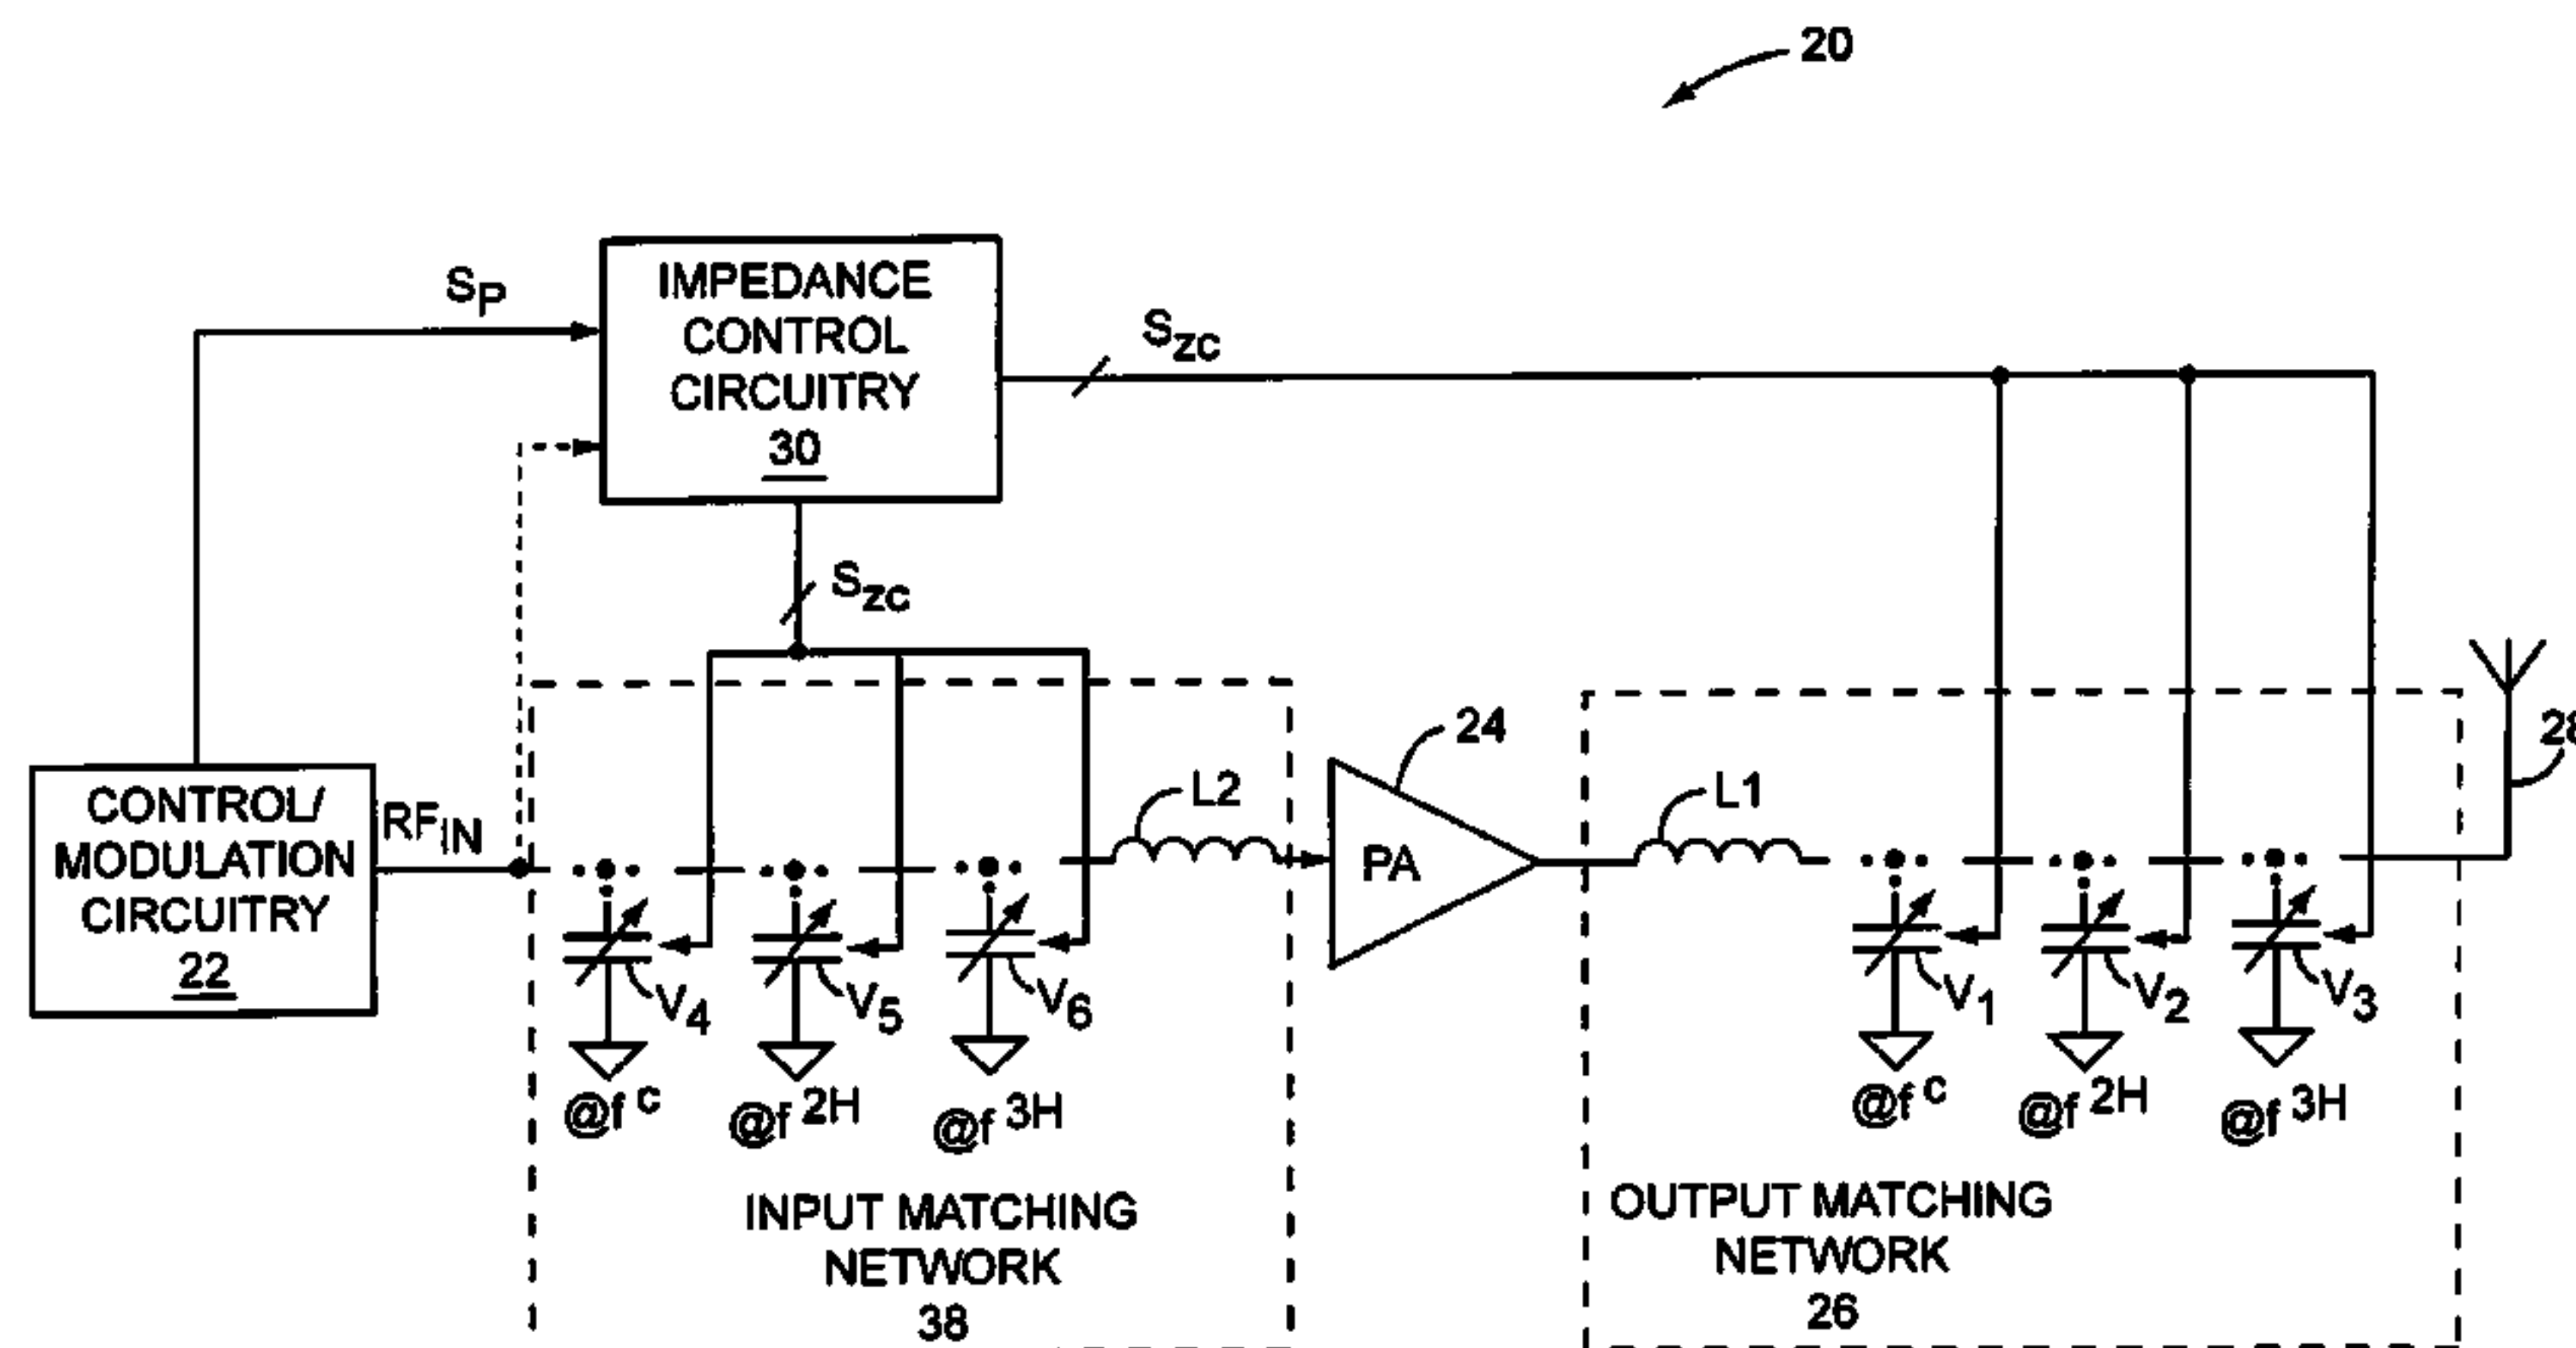 20
IMPEDANCE
CONTROL
CIRCUITRY
30
SP
Szc
Szc
CONTROL/
MODULATION
CIRCUITRY
22
RFIN
L2
24
PA
L1
28
V4
V5
V6
V1
V2
V3
@f c
@f 2H
@f 3H
@f c
@f 2H
@f 3H
INPUT MATCHING
NETWORK
38
OUTPUT MATCHING
NETWORK
26